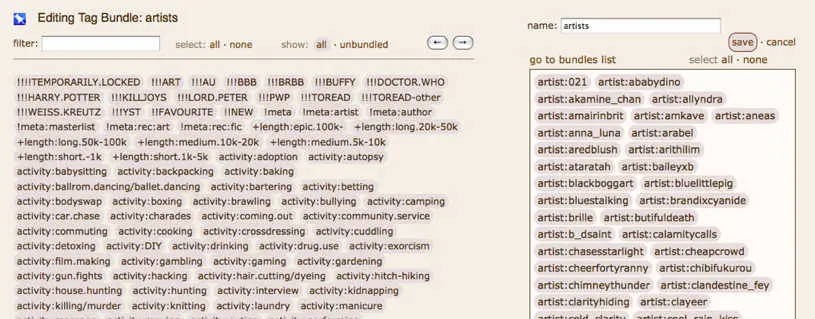 Editing Tag Bundle: artists
filter:
select: all · none
show: all · unbundled
← →
!!!!TEMPORARILY.LOCKED !!!ART !!!AU !!!BBB !!!BRBB !!!BUFFY !!!DOCTOR.WHO
!!!HARRY.POTTER !!!KILLJOYS !!!LORD.PETER !!!PWP !!!TOREAD !!!TOREAD-other
!!!WEISS.KREUTZ !!!YST !!FAVOURITE !!NEW !meta !meta:artist !meta:author
!meta:masterlist !meta:rec:art !meta:rec:fic +length:epic.100k- +length:long.20k-50k
+length:long.50k-100k +length:medium.10k-20k +length:medium.5k-10k
+length:short.-1k +length:short.1k-5k activity:adoption activity:autopsy
activity:babysitting activity:backpacking activity:baking
activity:ballrom.dancing/ballet.dancing activity:bartering activity:betting
activity:bodyswap activity:boxing activity:brawling activity:bullying activity:camping
activity:car.chase activity:charades activity:coming.out activity:community.service
activity:commuting activity:cooking activity:crossdressing activity:cuddling
activity:detoxing activity:DIY activity:drinking activity:drug.use activity:exorcism
activity:film.making activity:gambling activity:gaming activity:gardening
activity:gun.fights activity:hacking activity:hair.cutting/dyeing activity:hitch-hiking
activity:house.hunting activity:hunting activity:interview activity:kidnapping
activity:killing/murder activity:knitting activity:laundry activity:manicure
name: artists
save · cancel
go to bundles list
select all · none
artist:021 artist:ababydino
artist:akamine_chan artist:allyndra
artist:amairinbrit artist:amkave artist:aneas
artist:anna_luna artist:arabel
artist:aredblush artist:arithilim
artist:ataratah artist:baileyxb
artist:blackboggart artist:bluelittlepig
artist:bluestalking artist:brandixcyanide
artist:brille artist:butifuldeath
artist:b_dsaint artist:calamitycalls
artist:chasesstarlight artist:cheapcrowd
artist:cheerfortyranny artist:chibifukurou
artist:chimneythunder artist:clandestine_fey
artist:clarityhiding artist:clayeer